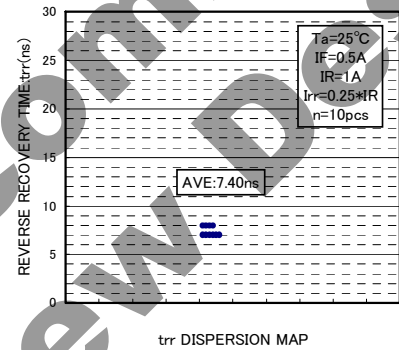 30
25
20
15
10
5
0
REVERSE RECOVERY TIME:trr(ns)
Ta=25°C
IF=0.5A
IR=1A
Irr=0.25*IR
n=10pcs
AVE:7.40ns
trr DISPERSION MAP